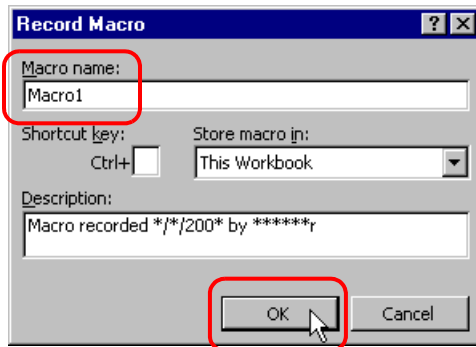 Record Macro
Macro name:
Macro1
Shortcut key:
Ctrl+
Store macro in:
This Workbook
Description:
Macro recorded */*/200* by ******r
OK
Cancel